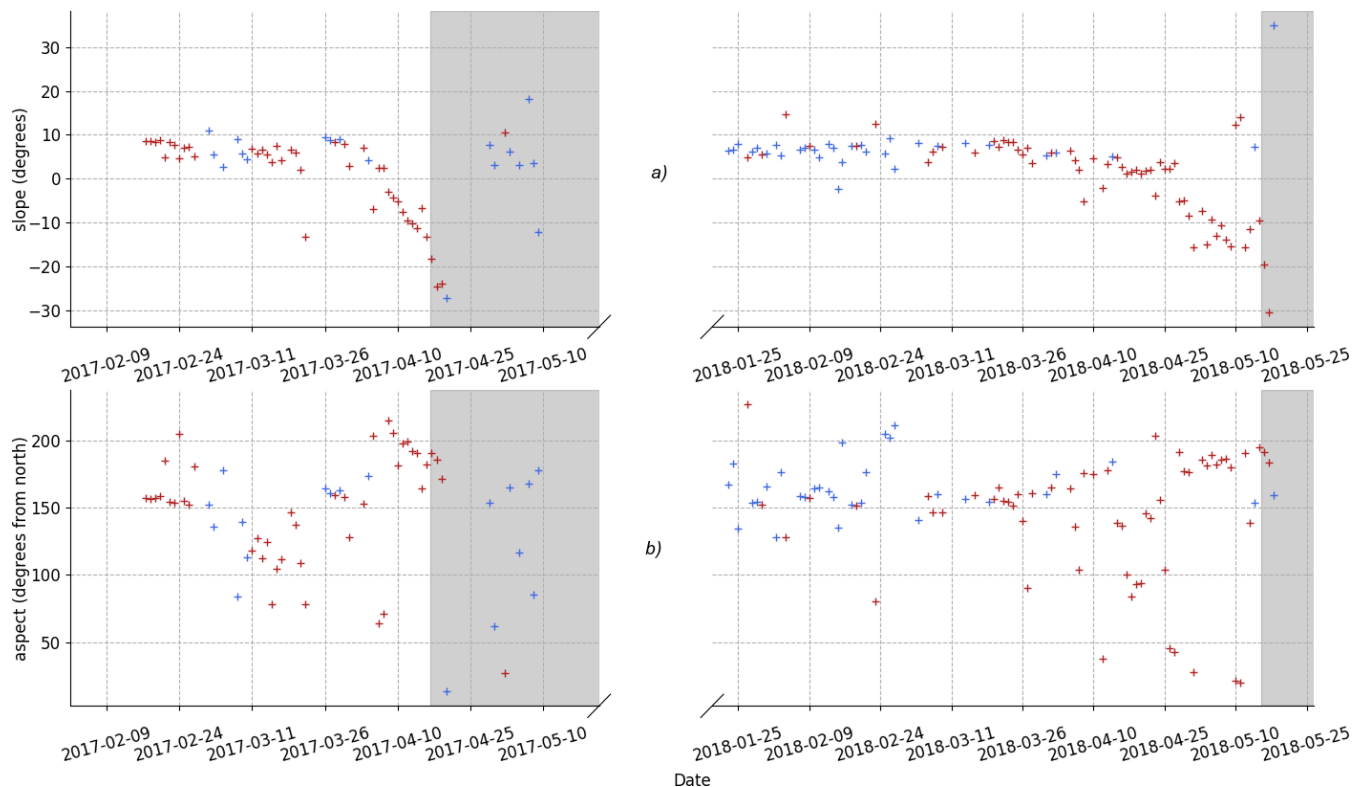 30
20
10
0
−10
−20
−30
slope (degrees)
a)
2017-02-09 2017-02-24 2017-03-11 2017-03-26 2017-04-10 2017-04-25 2017-05-10
2018-01-25 2018-02-09 2018-02-24 2018-03-11 2018-03-26 2018-04-10 2018-04-25 2018-05-10 2018-05-25
200
150
100
50
aspect (degrees from north)
b)
2017-02-09 2017-02-24 2017-03-11 2017-03-26 2017-04-10 2017-04-25 2017-05-10
2018-01-25 2018-02-09 2018-02-24 2018-03-11 2018-03-26 2018-04-10 2018-04-25 2018-05-10 2018-05-25
Date